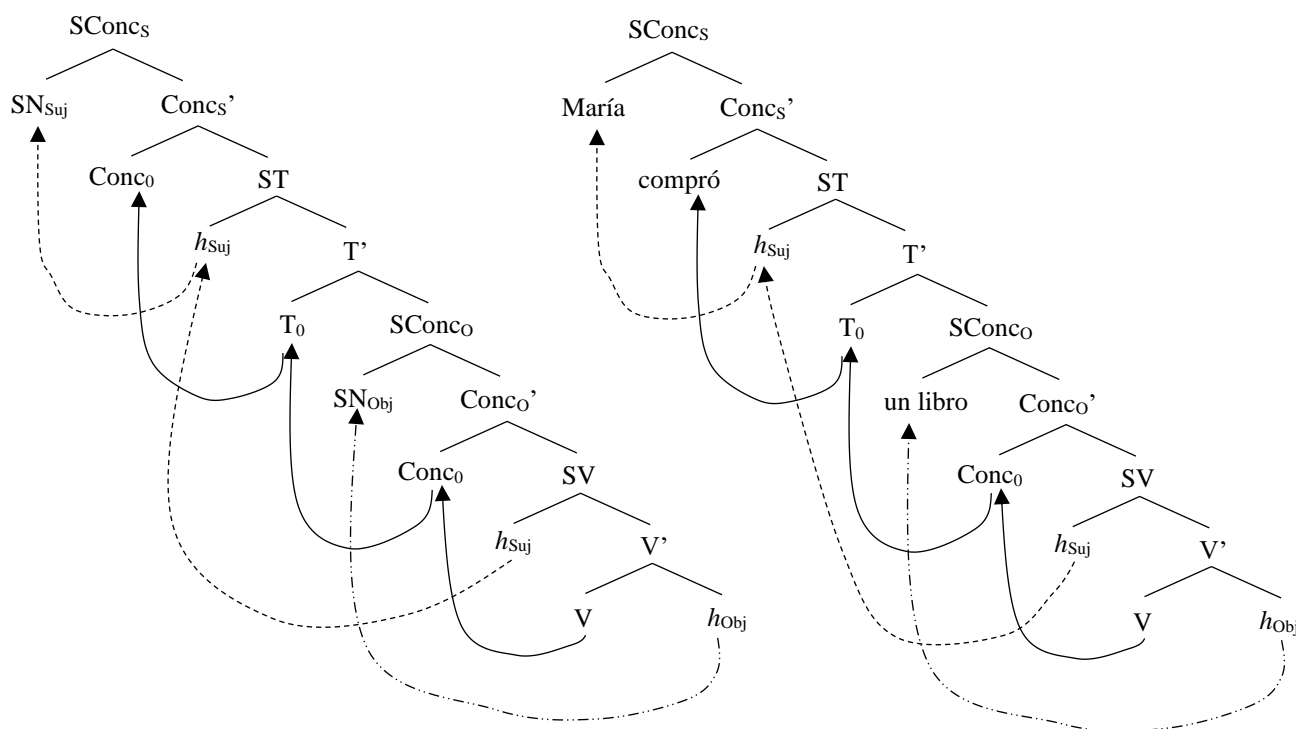 SConcS
SNSuj ConcS’
Conc0 ST
hSuj T’
T0 SConcO
SNObj ConcO’
Conc0 SV
hSuj V’
V hObj
SConcS
María ConcS’
compró ST
hSuj T’
T0 SConcO
un libro ConcO’
Conc0 SV
hSuj V’
V hObj